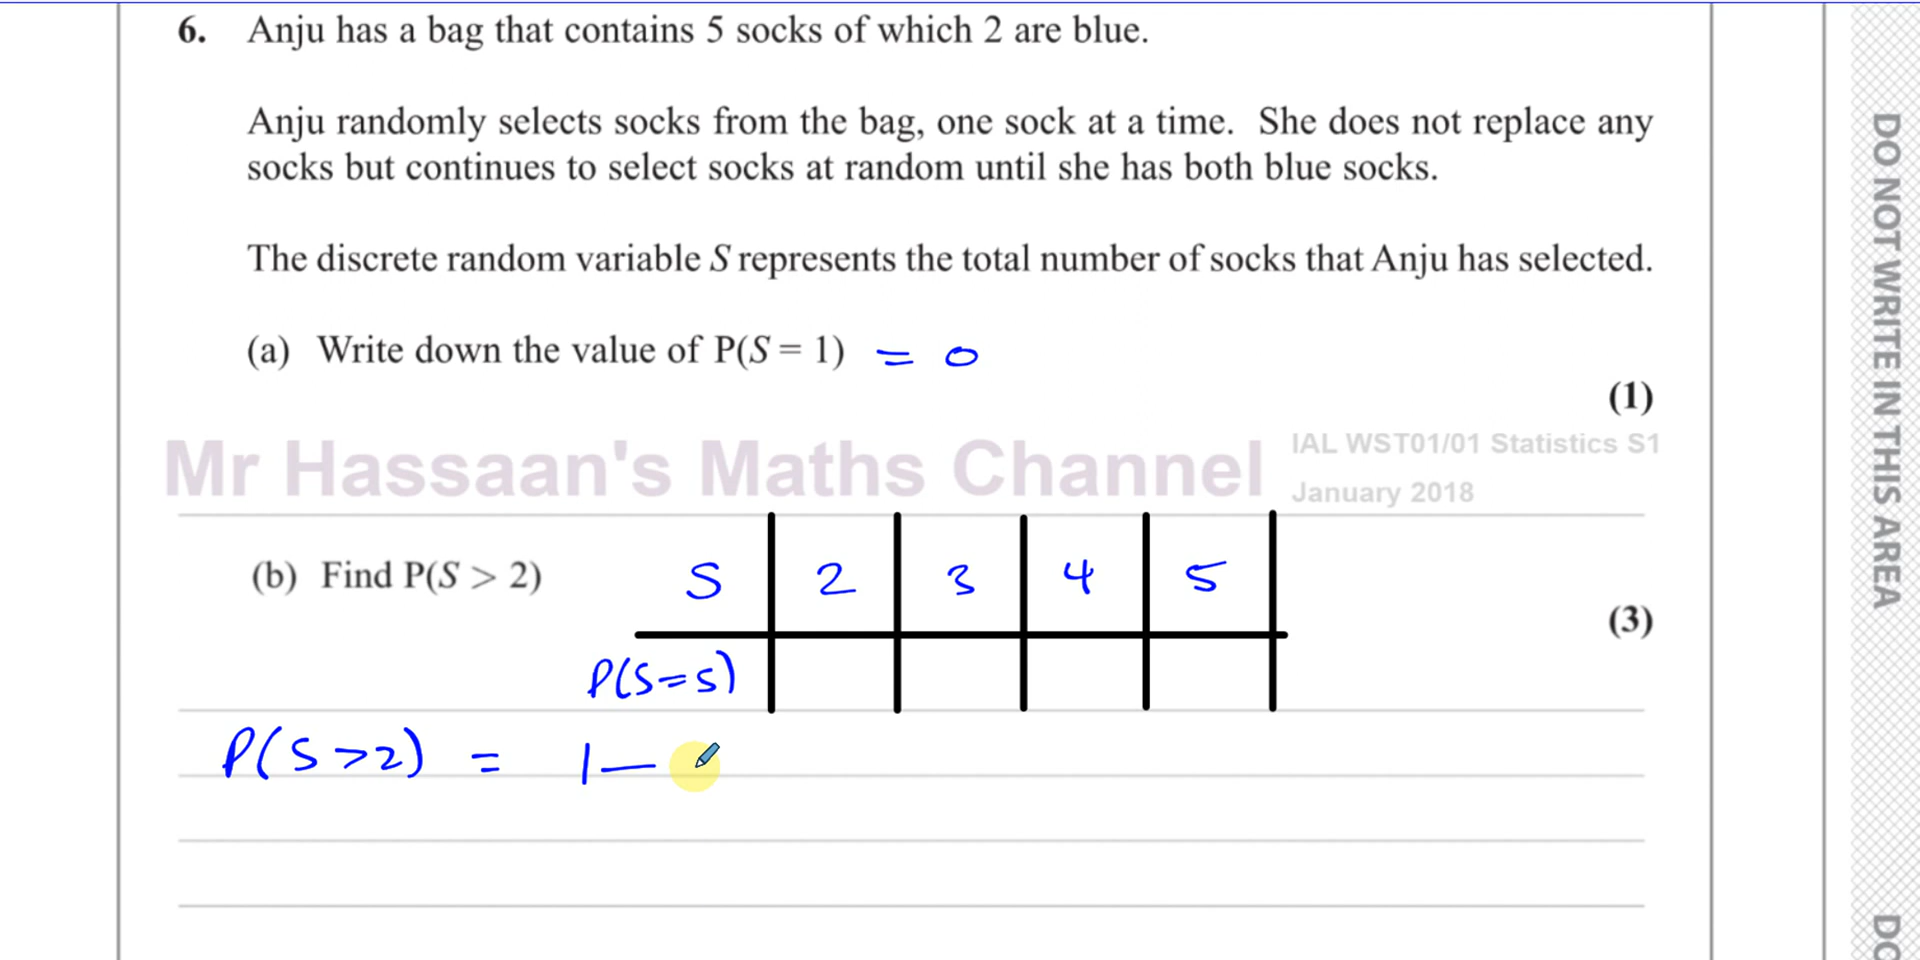 6. Anju has a bag that contains 5 socks of which 2 are blue.
Anju randomly selects socks from the bag, one sock at a time. She does not replace any
socks but continues to select socks at random until she has both blue socks.
The discrete random variable S represents the total number of socks that Anju has selected.
(a) Write down the value of P(S = 1) = 0
(1)
Mr Hassaan's Maths Channel
IAL WST01/01 Statistics S1
January 2018
(b) Find P(S > 2)
S 2 3 4 5
(3)
P(S=s)
P(S>2) = 1-
DO NOT WRITE IN THIS AREA
DO